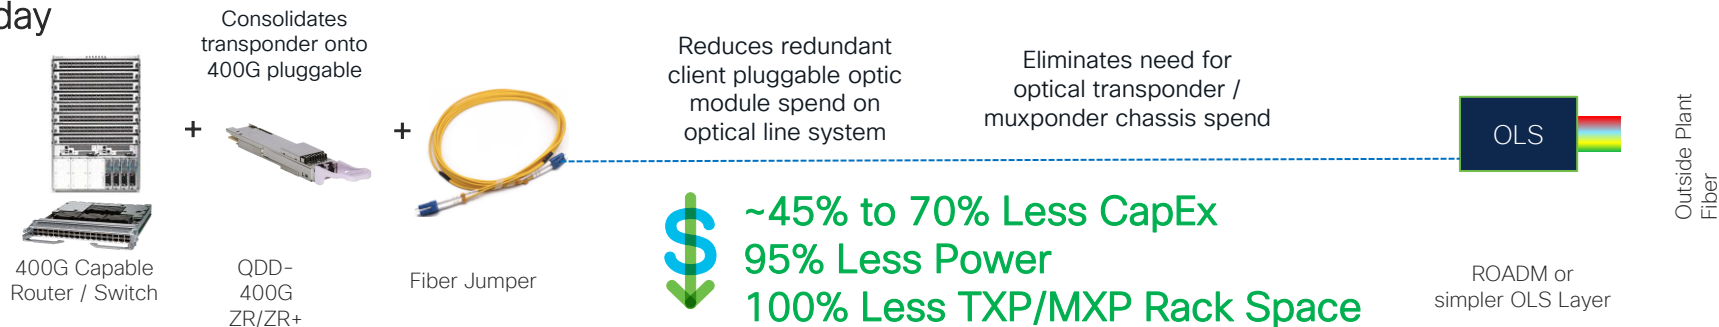 day
Consolidates
transponder onto
400G pluggable
Reduces redundant
client pluggable optic
module spend on
optical line system
Eliminates need for
optical transponder /
muxponder chassis spend
+
+
OLS
Outside Plant
Fiber
$
~45% to 70% Less CapEx
95% Less Power
100% Less TXP/MXP Rack Space
400G Capable
Router / Switch
QDD-
400G
ZR/ZR+
Fiber Jumper
ROADM or
simpler OLS Layer